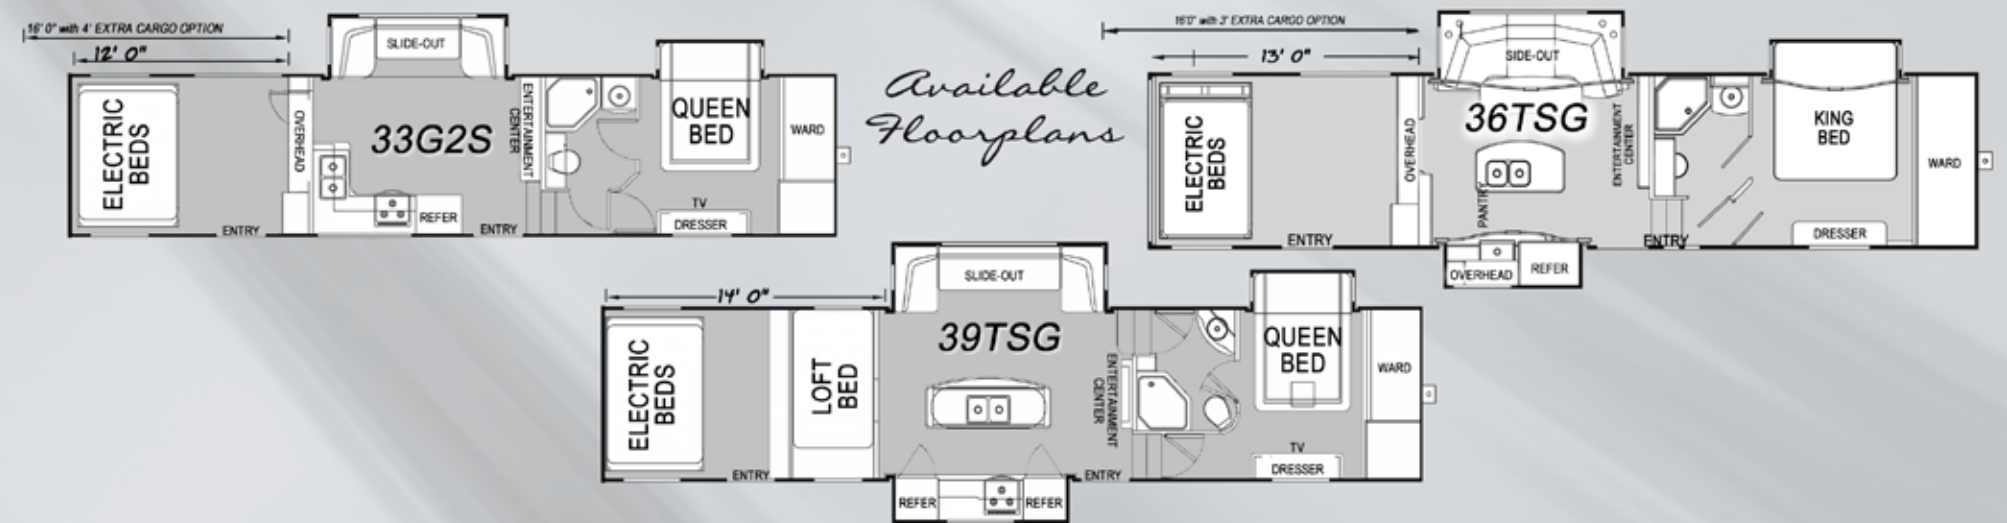 Available
Floorplans
16' 0" with 4' EXTRA CARGO OPTION
12' 0"
SLIDE-OUT
ELECTRIC
BEDS
OVERHEAD
33G2S
ENTERTAINMENT
CENTER
QUEEN
BED
WARD
REFER
TV
DRESSER
ENTRY
ENTRY
16'0" with 3' EXTRA CARGO OPTION
13' 0"
SIDE-OUT
ELECTRIC
BEDS
OVERHEAD
36TSG
ENTERTAINMENT
CENTER
KING
BED
WARD
PANTR
ENTRY
ENTRY
DRESSER
OVERHEAD
REFER
14' 0"
SLIDE-OUT
ELECTRIC
BEDS
LOFT
BED
39TSG
ENTERTAINMENT
CENTER
QUEEN
BED
WARD
TV
DRESSER
ENTRY
ENTRY
REFER
REFER